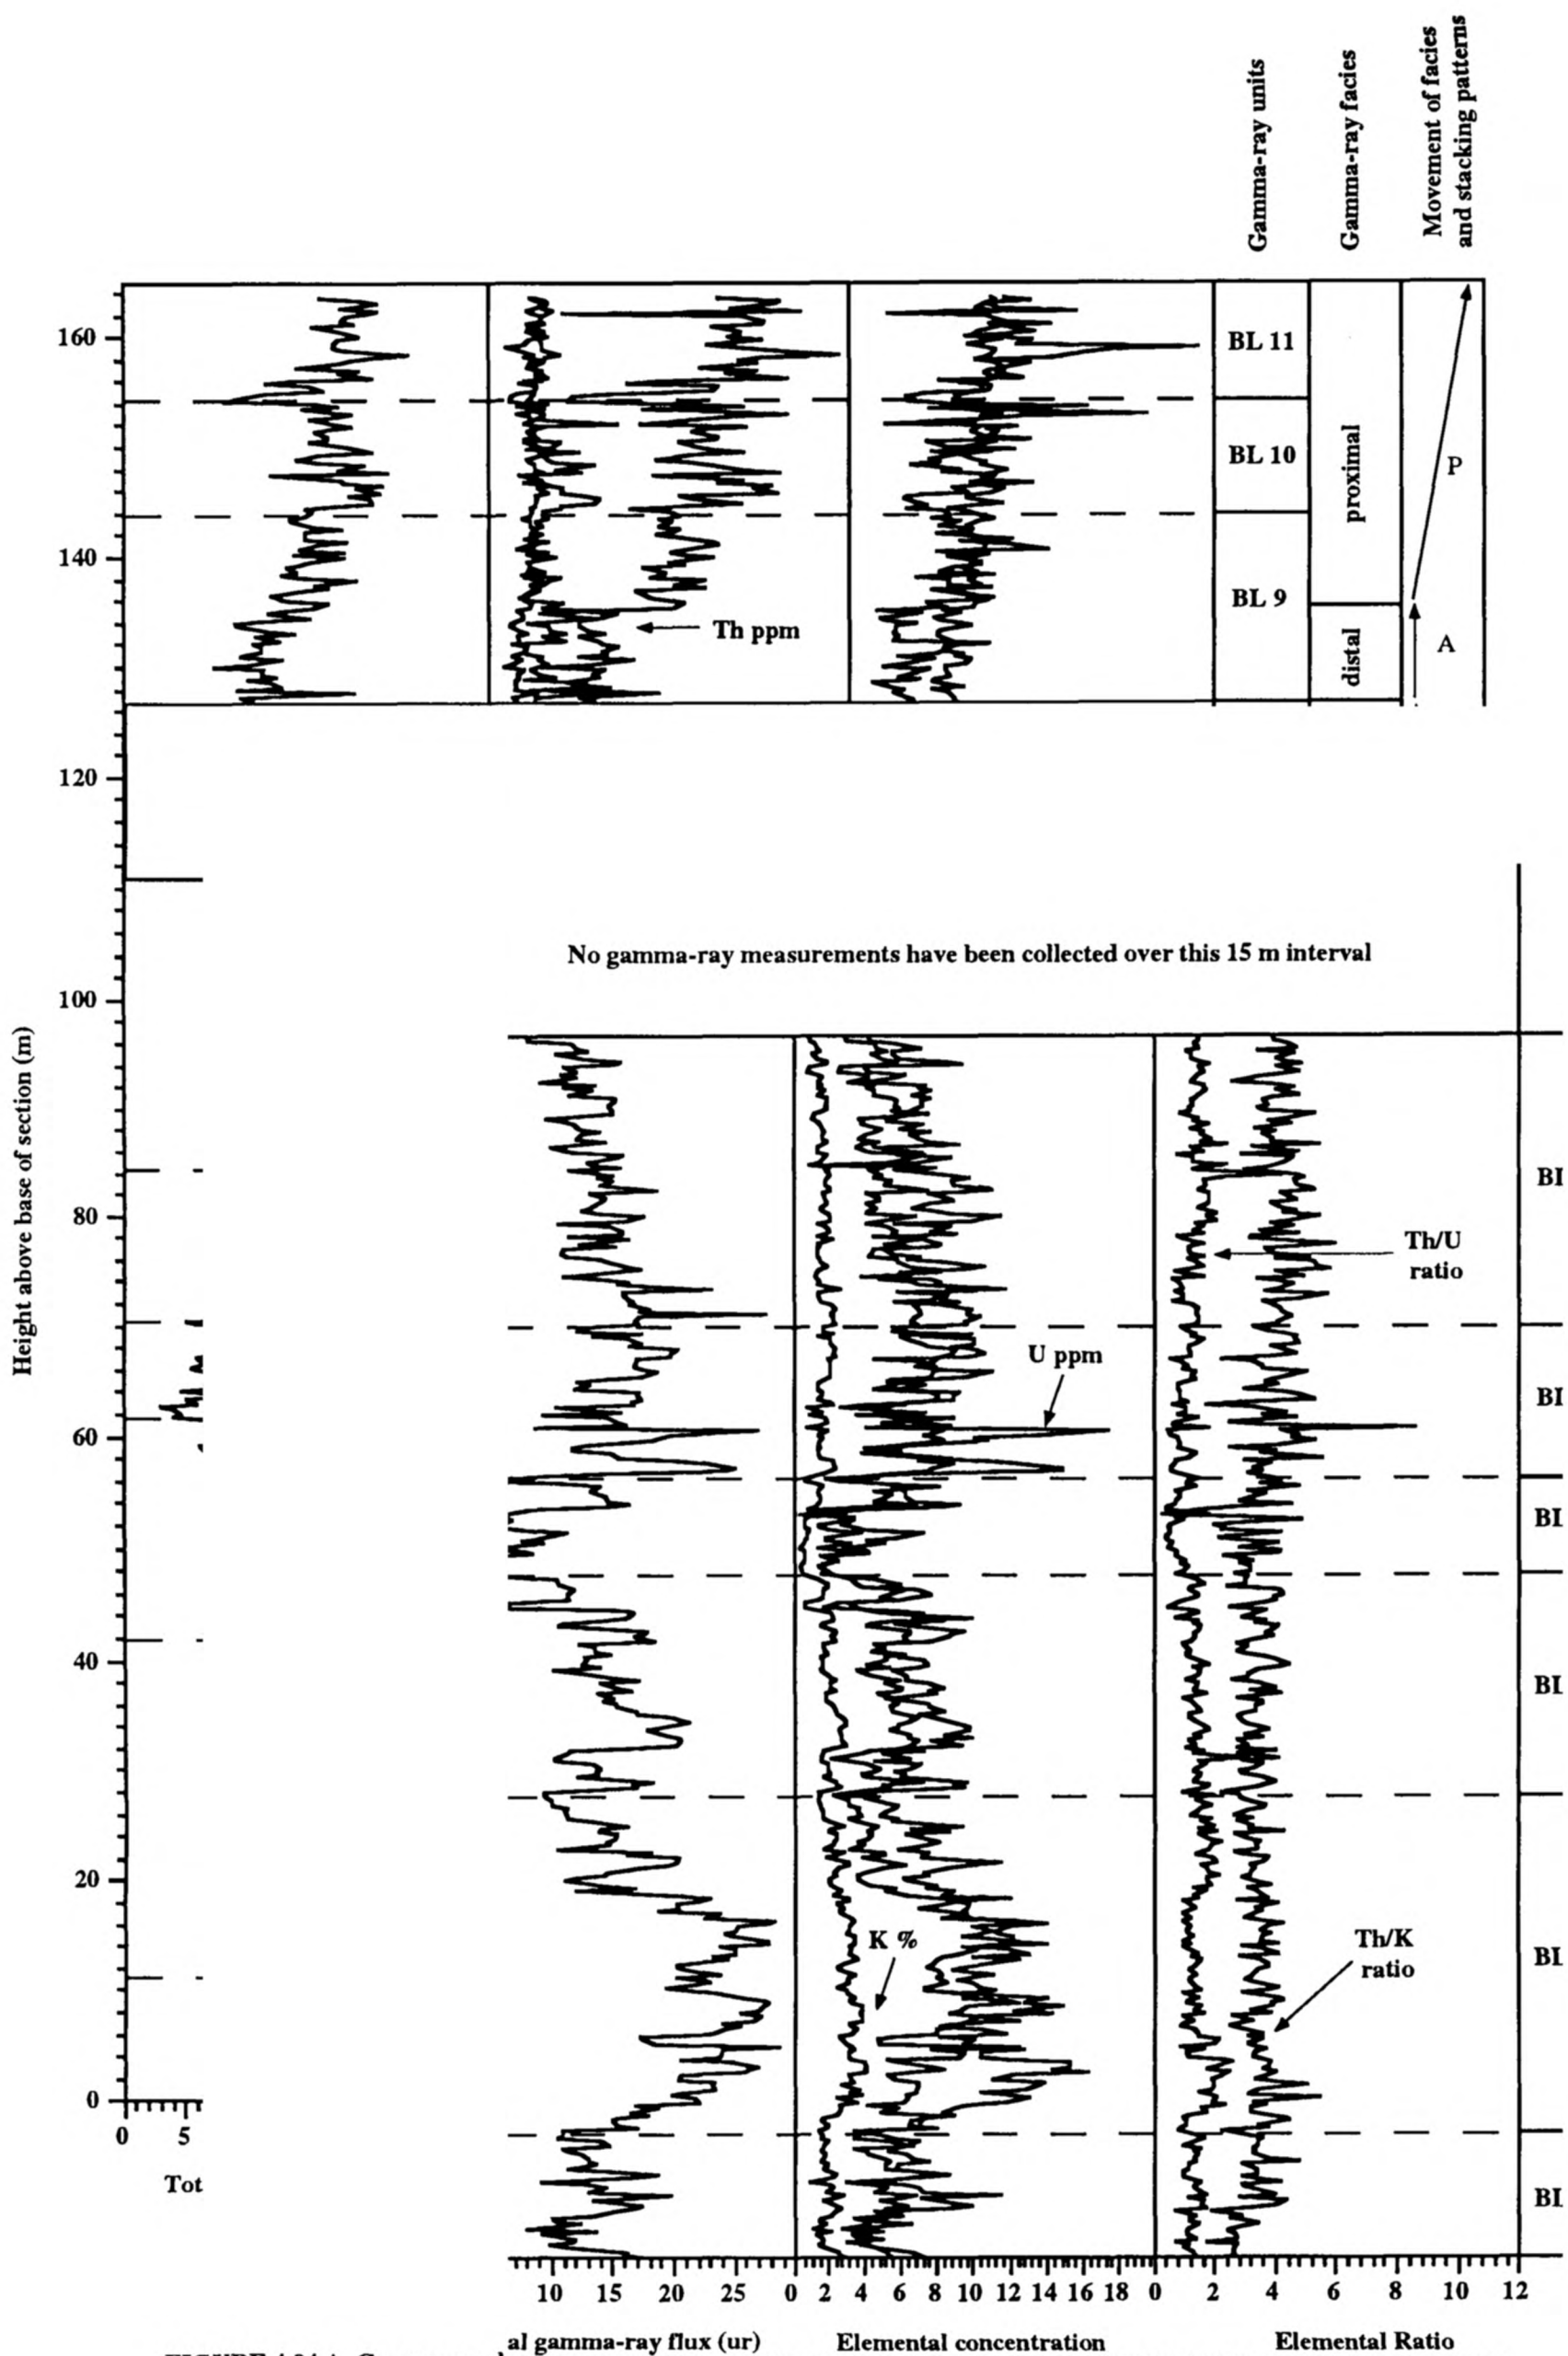 Gamma-ray units
Gamma-ray facies
Movement of facies
and stacking patterns
160
140
120
100
80
60
40
20
0
Height above base of section (m)
BL 11
BL 10
BL 9
proximal
distal
P
A
Th ppm
No gamma-ray measurements have been collected over this 15 m interval
Th/U
ratio
U ppm
K %
Th/K
ratio
BI
BI
BI
BI
BI
BI
0 5
Tot
10 15 20 25 0 2 4 6 8 10 12 14 16 18 0 2 4 6 8 10 12
al gamma-ray flux (ur)
Elemental concentration
Elemental Ratio